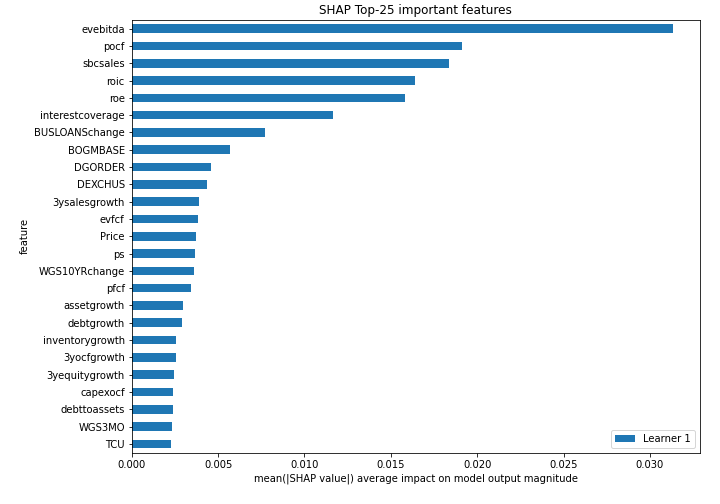 SHAP Top-25 important features
feature
evebitda
pocf
sbcsales
roic
roe
interestcoverage
BUSLOANSchange
BOGMBASE
DGORDER
DEXCHUS
3ysalesgrowth
evfcf
Price
ps
WGS10YRchange
pfcf
assetgrowth
debtgrowth
inventorygrowth
3yocfgrowth
3yequitygrowth
capexocf
debttoassets
WGS3MO
TCU
Learner 1
0.000 0.005 0.010 0.015 0.020 0.025 0.030
mean(|SHAP value|) average impact on model output magnitude